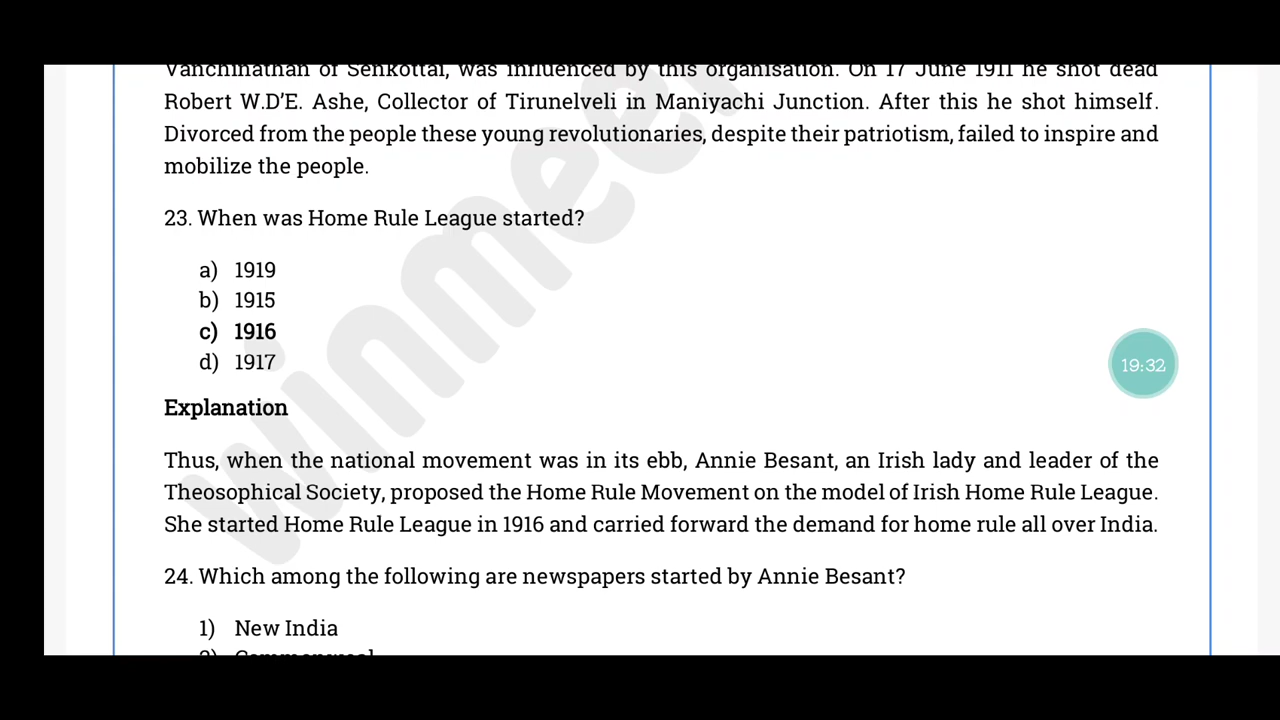 Vanchinathan of Senkottai, was influenced by this organisation. On 17 June 1911 he shot dead
Robert W.D’E. Ashe, Collector of Tirunelveli in Maniyachi Junction. After this he shot himself.
Divorced from the people these young revolutionaries, despite their patriotism, failed to inspire and
mobilize the people.
23. When was Home Rule League started?
a) 1919
b) 1915
c) 1916
d) 1917
19:32
Explanation
Thus, when the national movement was in its ebb, Annie Besant, an Irish lady and leader of the
Theosophical Society, proposed the Home Rule Movement on the model of Irish Home Rule League.
She started Home Rule League in 1916 and carried forward the demand for home rule all over India.
24. Which among the following are newspapers started by Annie Besant?
1) New India
2) Commonweal
winmeen